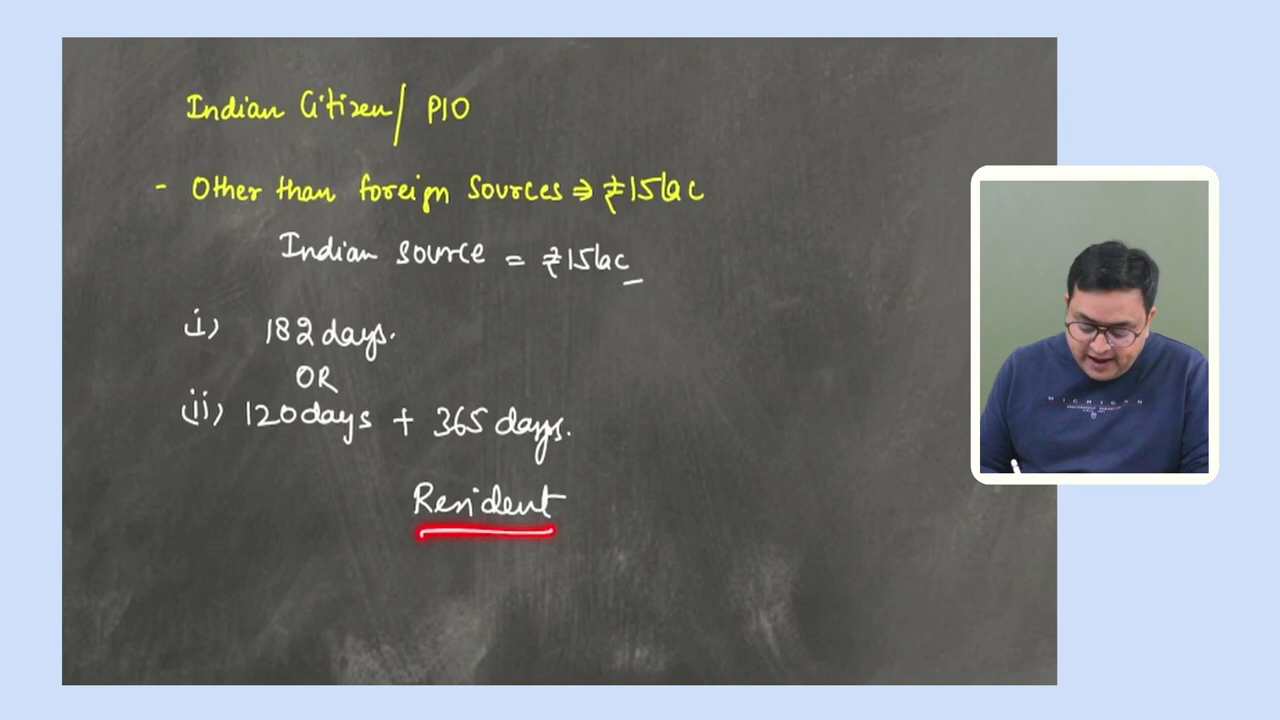 Indian Citizen/ PIO
- Other than foreign Sources ⇒ ₹15lac
Indian source = ₹15lac
i) 182 days.
OR
ii) 120 days + 365 days.
Resident
MICHIGAN